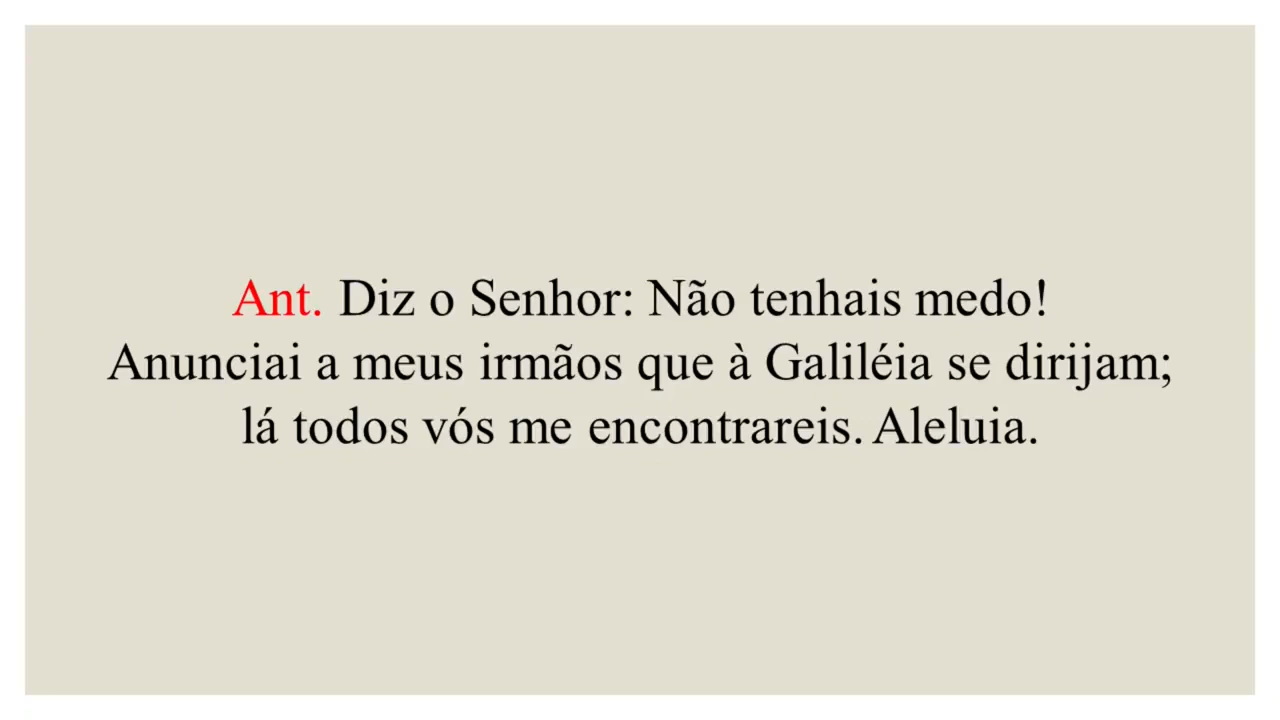 Ant. Diz o Senhor: Não tenhais medo!
Anunciai a meus irmãos que à Galiléia se dirijam;
lá todos vós me encontrareis. Aleluia.